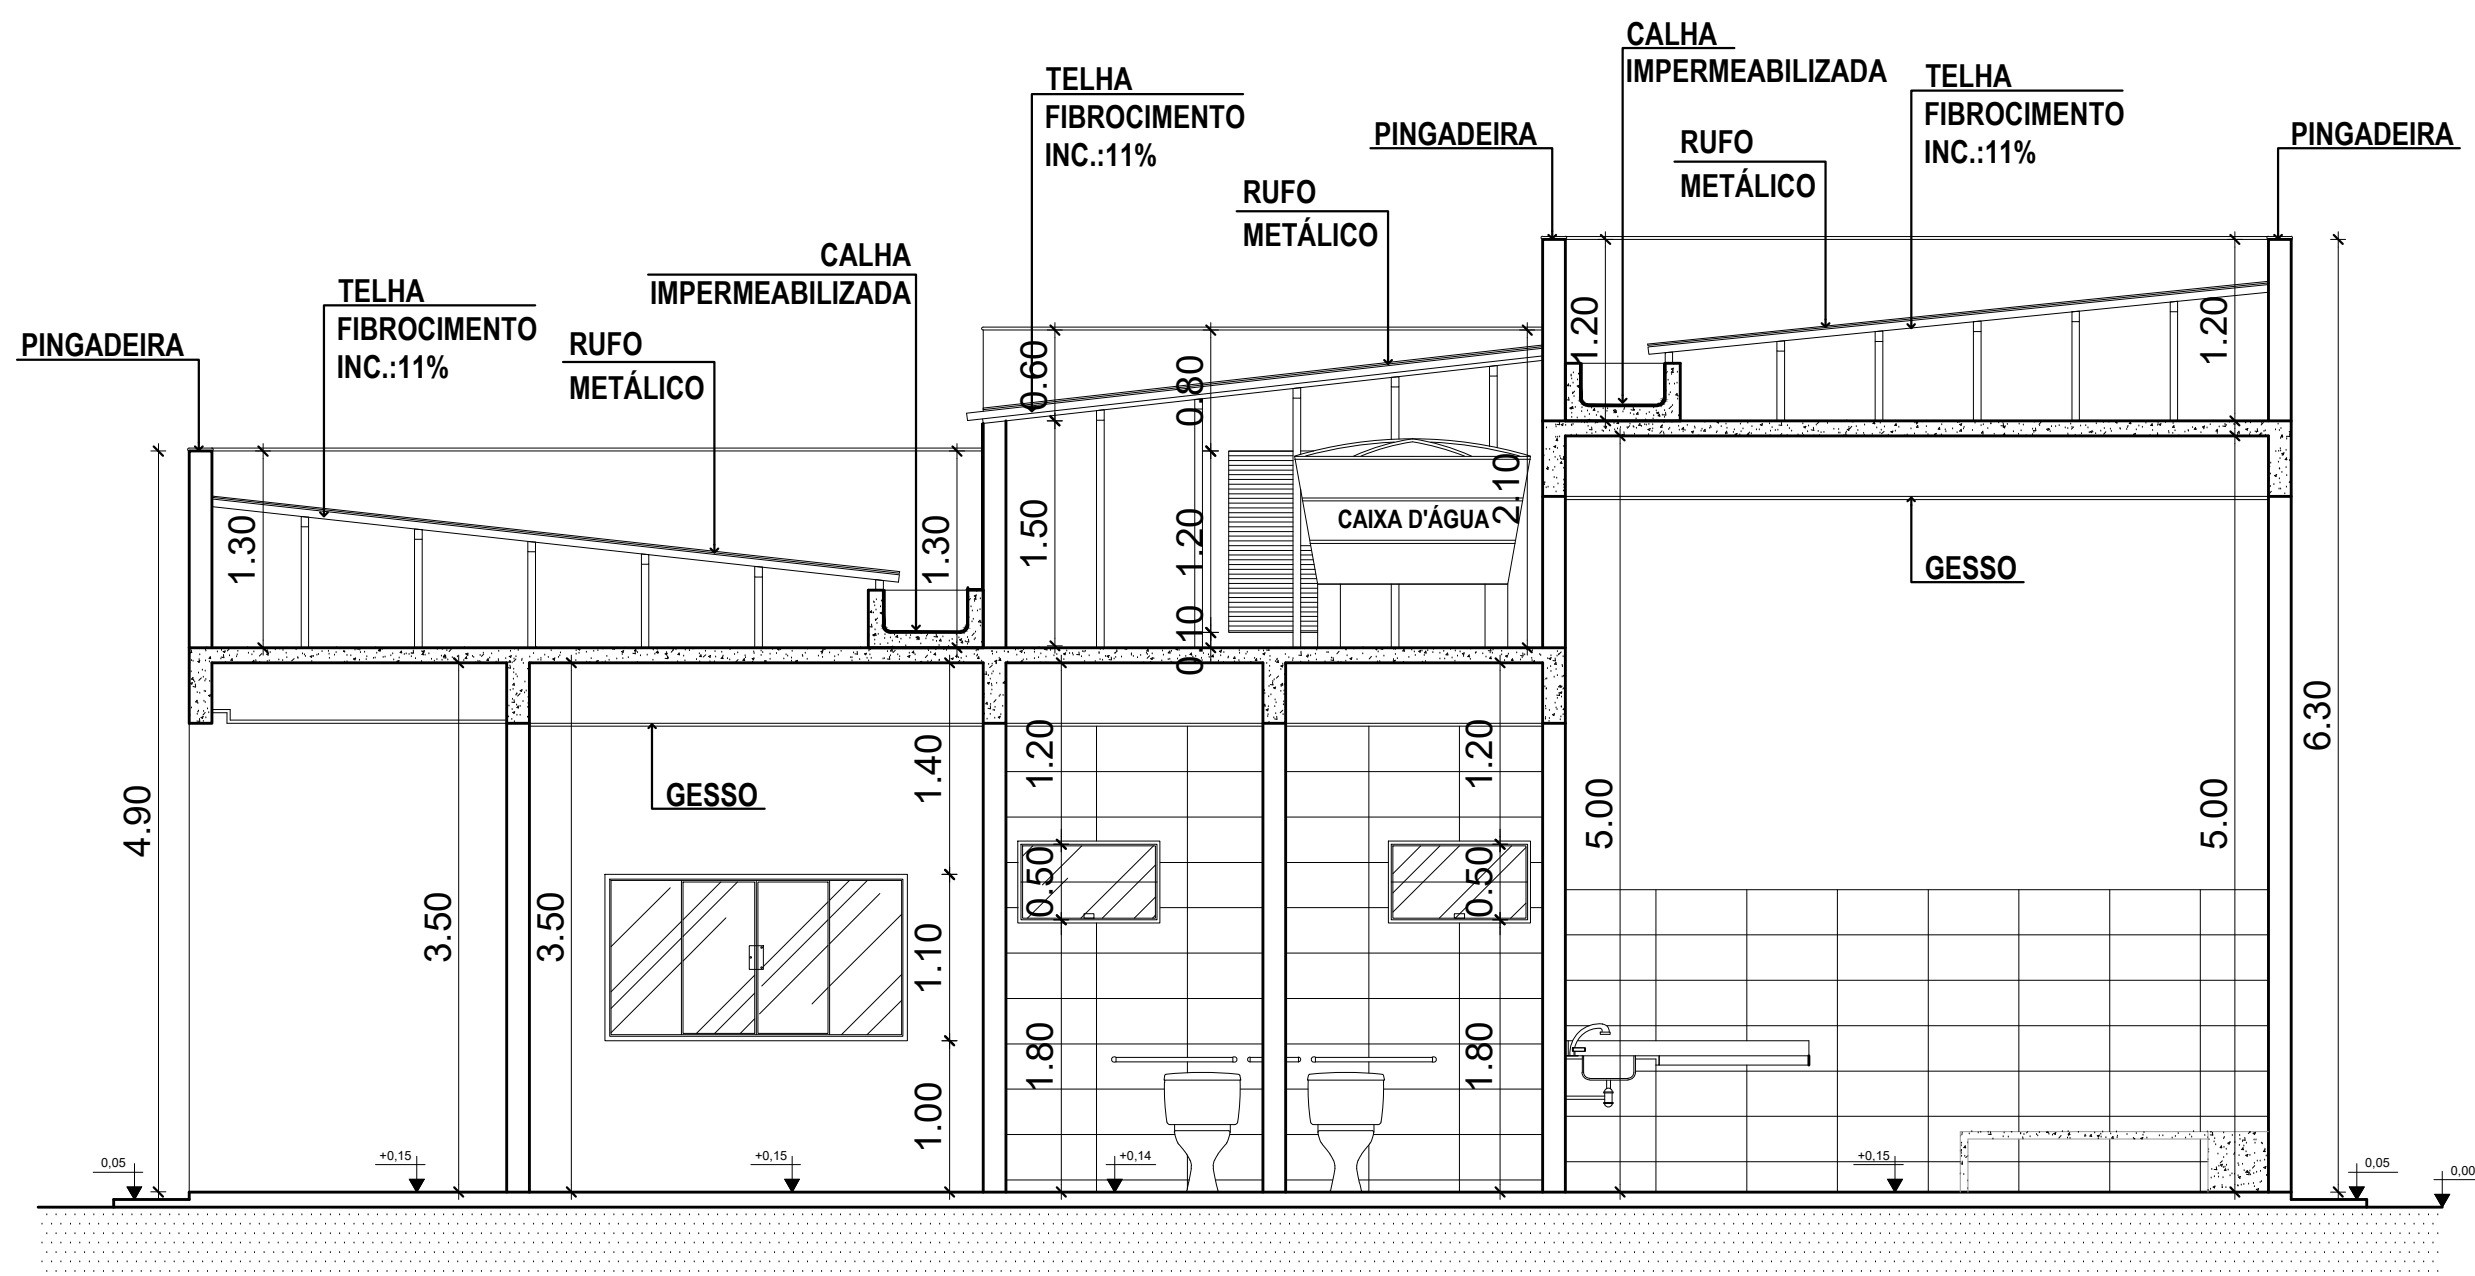 CALHA
IMPERMEABILIZADA
TELHA
FIBROCIMENTO
INC.:11%
TELHA
FIBROCIMENTO
INC.:11%
PINGADEIRA
RUFO
METÁLICO
PINGADEIRA
RUFO
METÁLICO
CALHA
IMPERMEABILIZADA
TELHA
FIBROCIMENTO
INC.:11%
PINGADEIRA
RUFO
METÁLICO
1.20
1.20
0.60
0.80
1.30
1.30
1.50
1.20
2.10
CAIXA D'ÁGUA
GESSO
0.10
6.30
1.40
1.20
1.20
GESSO
4.90
5.00
5.00
3.50
3.50
0.50
0.50
1.10
1.80
1.80
1.00
0,05
+0,15
+0,15
+0,14
+0,15
0,05
0,00